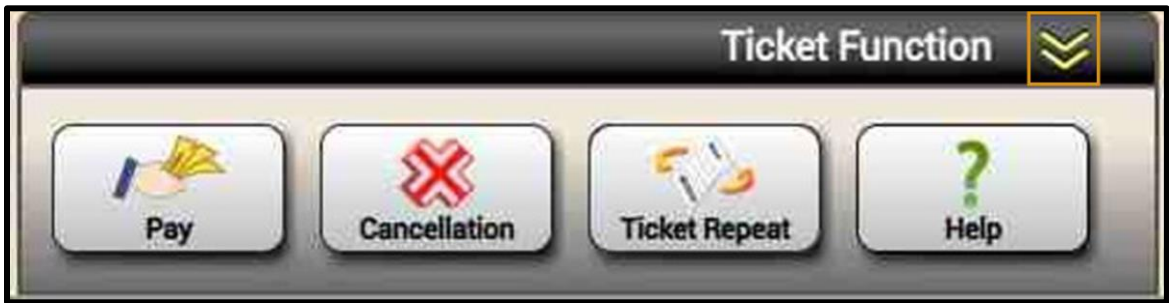 Ticket Function
Pay
Cancellation
Ticket Repeat
Help